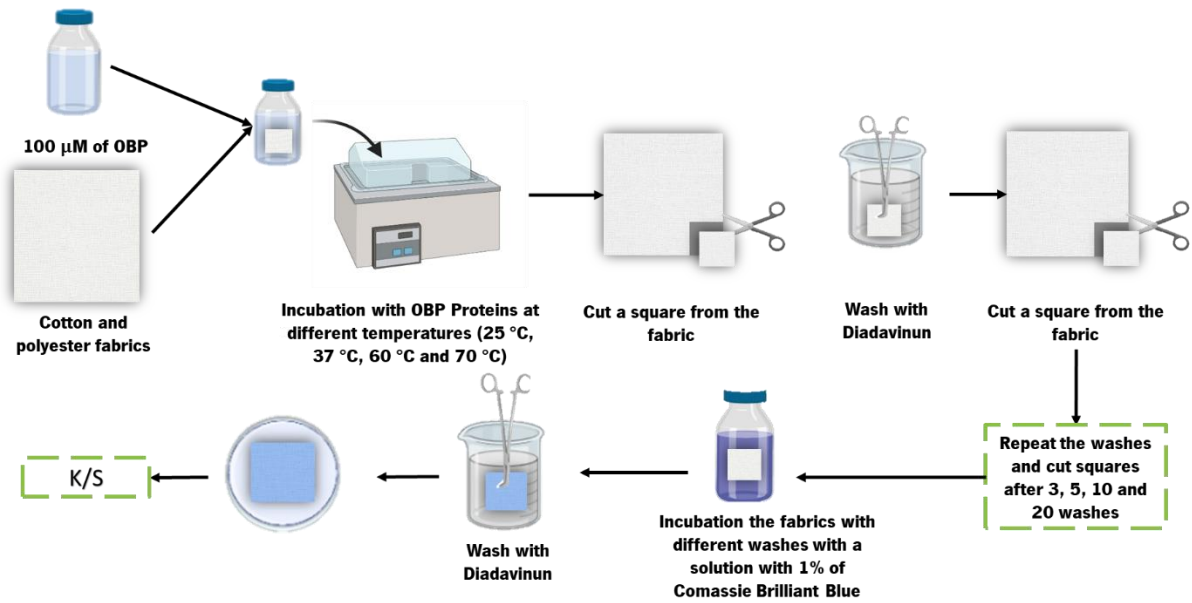 100 μM of OBP
Cotton and
polyester fabrics
Incubation with OBP Proteins at
different temperatures (25 °C,
37 °C, 60 °C and 70 °C)
Cut a square from the
fabric
Wash with
Diadavinun
Cut a square from the
fabric
Repeat the washes
and cut squares
after 3, 5, 10 and
20 washes
Incubation the fabrics with
different washes with a
solution with 1% of
Comassie Brilliant Blue
Wash with
Diadavinun
K/S